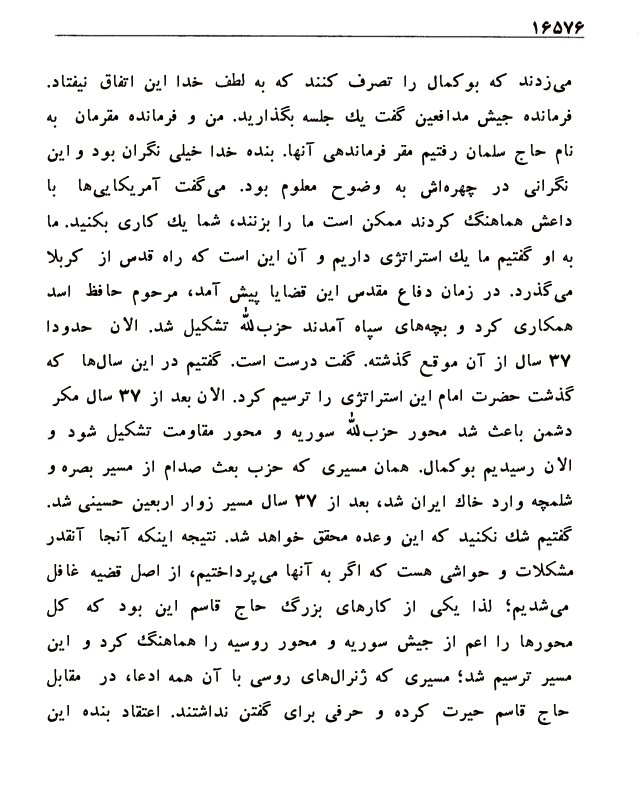 ۱۶۵۷۶
می‌زدند که بوکمال را تصرف کنند که به لطف خدا این اتفاق نیفتاد.
فرمانده جیش مدافعین گفت یك جلسه بگذارید. من و فرمانده مقرمان به
نام حاج سلمان رفتیم مقر فرماندهی آنها. بنده خدا خیلی نگران بود و این
نگرانی در چهره‌اش به وضوح معلوم بود. می‌گفت آمریکایی‌ها با
داعش هماهنگ کردند ممکن است ما را بزنند، شما یك کاری بکنید. ما
به او گفتیم ما یك استراتژی داریم و آن این است که راه قدس از کربلا
می‌گذرد. در زمان دفاع مقدس این قضایا پیش آمد، مرحوم حافظ اسد
همکاری کرد و بچه‌های سپاه آمدند حزب‌الله تشکیل شد. الان حدودا
۳۷ سال از آن موقع گذشته. گفت درست است. گفتیم در این سال‌ها که
گذشت حضرت امام این استراتژی را ترسیم کرد. الان بعد از ۳۷ سال مکر
دشمن باعث شد محور حزب‌الله سوریه و محور مقاومت تشکیل شود و
الان رسیدیم بوکمال. همان مسیری که حزب بعث صدام از مسیر بصره و
شلمچه وارد خاك ایران شد، بعد از ۳۷ سال مسیر زوار اربعین حسینی شد.
گفتیم شك نکنید که این وعده محقق خواهد شد. نتیجه اینکه آنجا آنقدر
مشکلات و حواشی هست که اگر به آنها می‌پرداختیم، از اصل قضیه غافل
می‌شدیم؛ لذا یکی از کارهای بزرگ حاج قاسم این بود که کل
محورها را اعم از جیش سوریه و محور روسیه را هماهنگ کرد و این
مسیر ترسیم شد؛ مسیری که ژنرال‌های روسی با آن همه ادعا، در مقابل
حاج قاسم حیرت کرده و حرفی برای گفتن نداشتند. اعتقاد بنده این